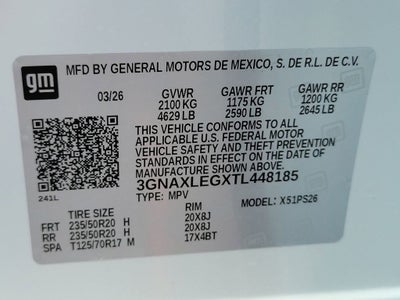 gm
MFD BY GENERAL MOTORS DE MEXICO, S. DE R.L. DE C.V.
03/26 GVWR GAWR FRT GAWR RR
2100 KG 1175 KG 1200 KG
4629 LB 2590 LB 2645 LB
THIS VEHICLE CONFORMS TO ALL
APPLICABLE U.S. FEDERAL MOTOR
VEHICLE SAFETY AND THEFT PREVENTION
STANDARDS IN EFFECT ON THE DATE OF
MANUFACTURE SHOWN ABOVE.
3GNAXLEGXTL448185
TYPE: MPV MODEL: X51PS26
241L
TIRE SIZE RIM
FRT 235/50R20 H 20X8J
RR 235/50R20 H 20X8J
SPA T125/70R17 M 17X4BT